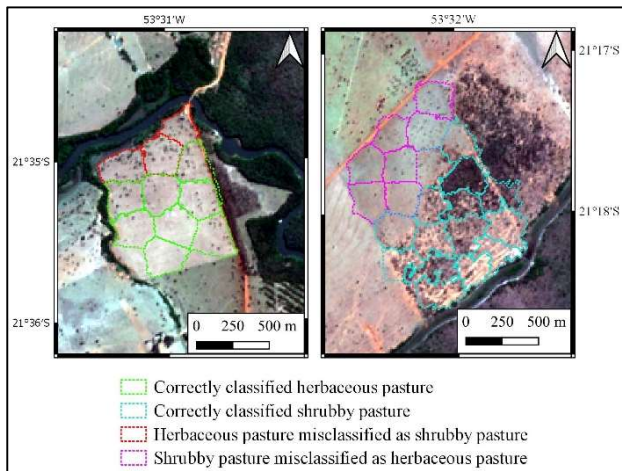 53°31'W
53°32'W
21°17'S
21°35'S
21°18'S
21°36'S
0 250 500 m
0 250 500 m
Correctly classified herbaceous pasture
Correctly classified shrubby pasture
Herbaceous pasture misclassified as shrubby pasture
Shrubby pasture misclassified as herbaceous pasture